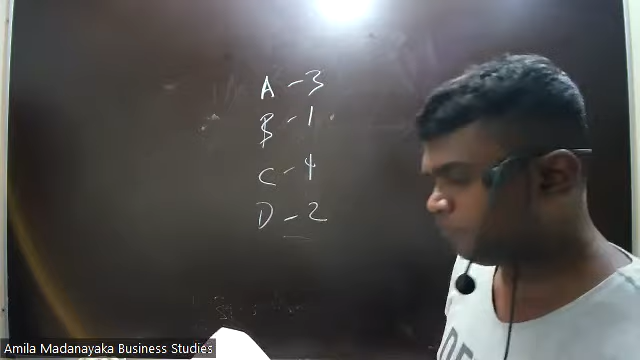 A - 3
B - 1
C - 4
D - 2
Amila Madanayaka Business Studies